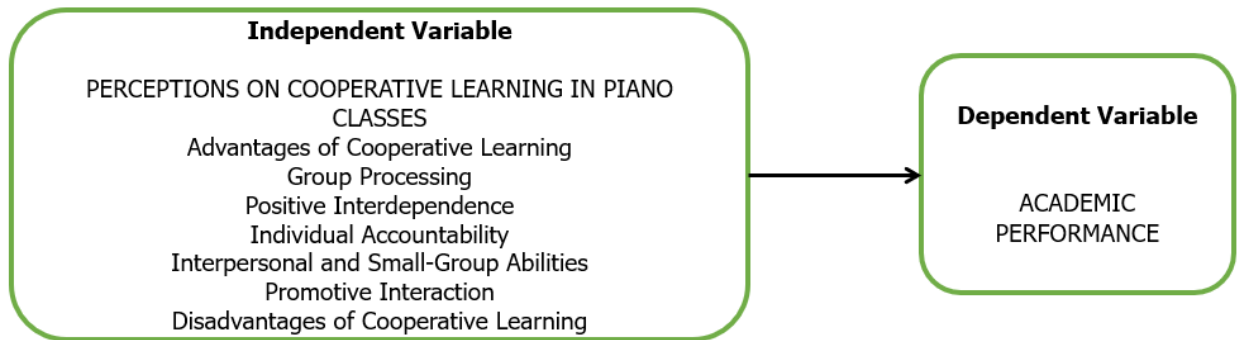 Independent Variable
PERCEPTIONS ON COOPERATIVE LEARNING IN PIANO
CLASSES
Advantages of Cooperative Learning
Group Processing
Positive Interdependence
Individual Accountability
Interpersonal and Small-Group Abilities
Promotive Interaction
Disadvantages of Cooperative Learning
Dependent Variable
ACADEMIC
PERFORMANCE